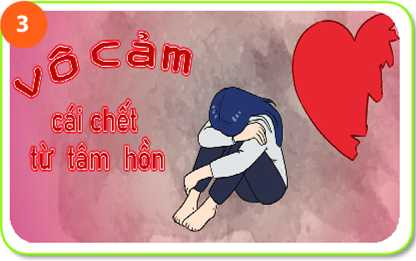 3
Vô Cảm
cái chết
từ tâm hồn